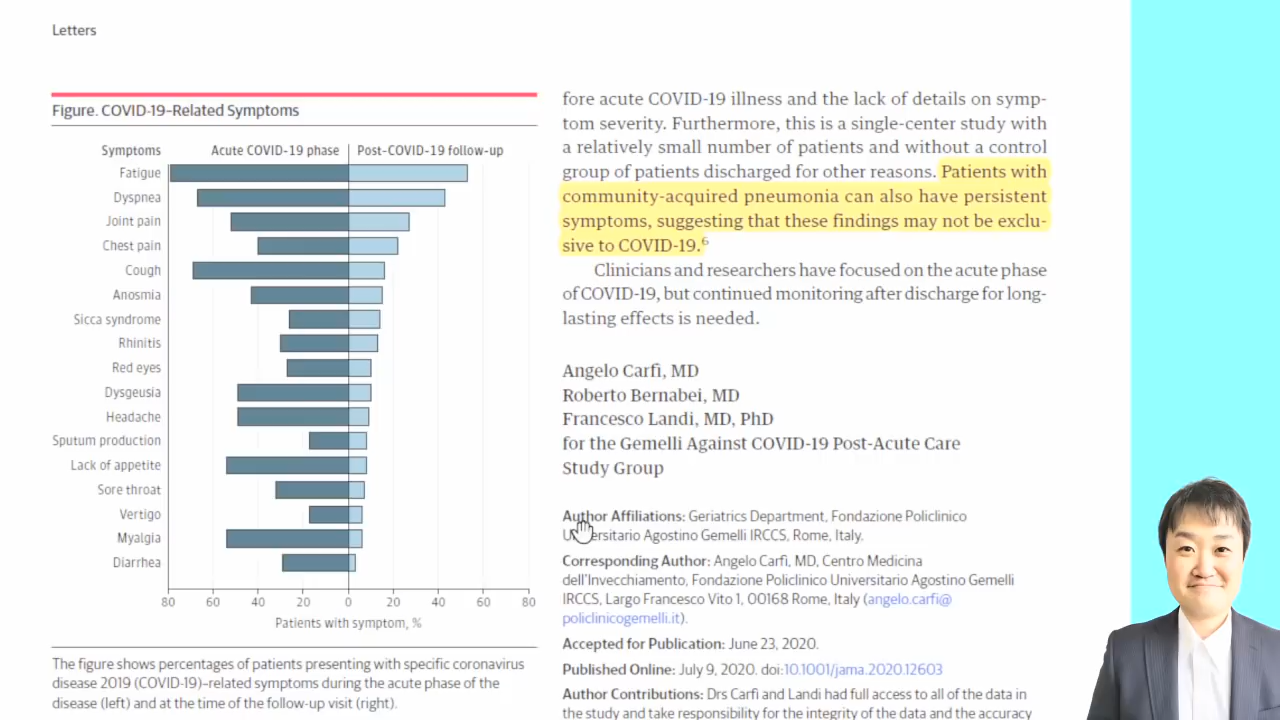 Letters
Figure. COVID-19–Related Symptoms
Symptoms
Acute COVID-19 phase
Post-COVID-19 follow-up
Fatigue
Dyspnea
Joint pain
Chest pain
Cough
Anosmia
Sicca syndrome
Rhinitis
Red eyes
Dysgeusia
Headache
Sputum production
Lack of appetite
Sore throat
Vertigo
Myalgia
Diarrhea
80 60 40 20 0 20 40 60 80
Patients with symptom, %
The figure shows percentages of patients presenting with specific coronavirus
disease 2019 (COVID-19)–related symptoms during the acute phase of the
disease (left) and at the time of the follow-up visit (right).
fore acute COVID-19 illness and the lack of details on symp-
tom severity. Furthermore, this is a single-center study with
a relatively small number of patients and without a control
group of patients discharged for other reasons. Patients with
community-acquired pneumonia can also have persistent
symptoms, suggesting that these findings may not be exclu-
sive to COVID-19.6
Clinicians and researchers have focused on the acute phase
of COVID-19, but continued monitoring after discharge for long-
lasting effects is needed.
Angelo Carfì, MD
Roberto Bernabei, MD
Francesco Landi, MD, PhD
for the Gemelli Against COVID-19 Post-Acute Care
Study Group
Author Affiliations: Geriatrics Department, Fondazione Policlinico
Universitario Agostino Gemelli IRCCS, Rome, Italy.
Corresponding Author: Angelo Carfì, MD, Centro Medicina
dell'Invecchiamento, Fondazione Policlinico Universitario Agostino Gemelli
IRCCS, Largo Francesco Vito 1, 00168 Rome, Italy (angelo.carfi@
policlinicogemelli.it).
Accepted for Publication: June 23, 2020.
Published Online: July 9, 2020. doi:10.1001/jama.2020.12603
Author Contributions: Drs Carfì and Landi had full access to all of the data in
the study and take responsibility for the integrity of the data and the accuracy